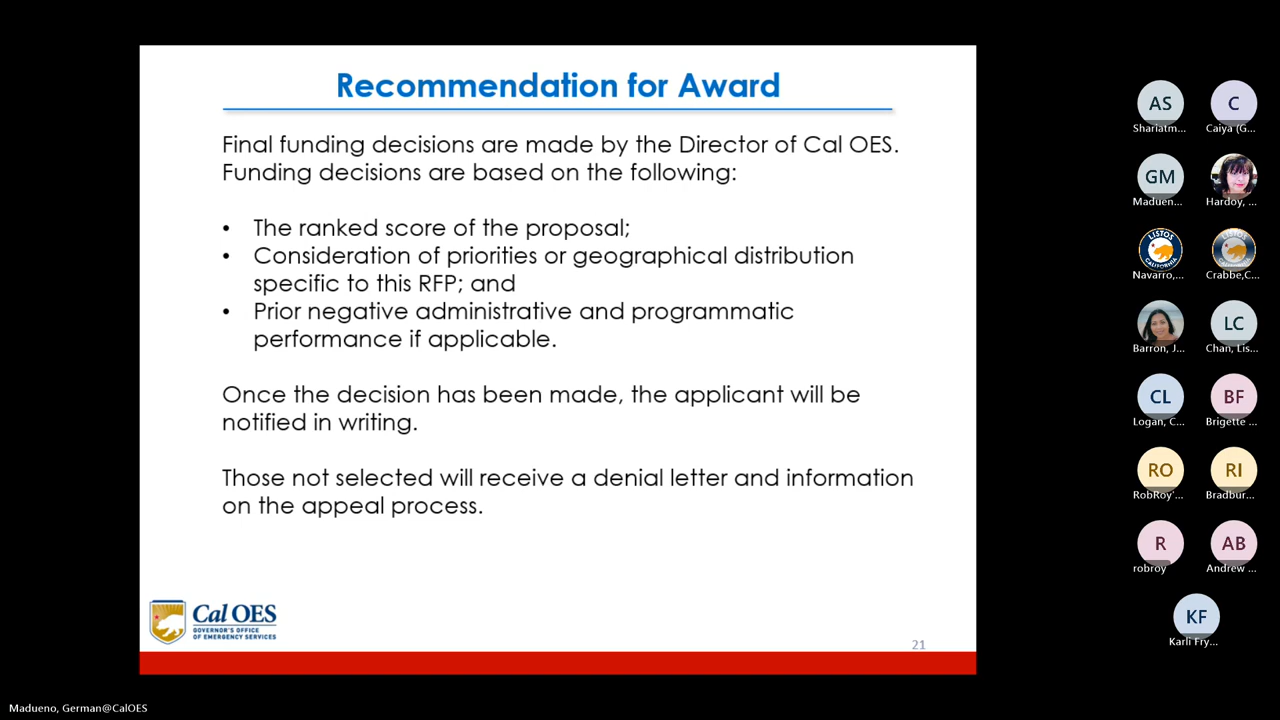 Recommendation for Award
Final funding decisions are made by the Director of Cal OES.
Funding decisions are based on the following:
• The ranked score of the proposal;
• Consideration of priorities or geographical distribution
specific to this RFP; and
• Prior negative administrative and programmatic
performance if applicable.
Once the decision has been made, the applicant will be
notified in writing.
Those not selected will receive a denial letter and information
on the appeal process.
Cal OES
GOVERNOR'S OFFICE
OF EMERGENCY SERVICES
21
AS
Shariatm...
C
Caiya (G...
GM
Maduen...
Hardoy, ...
LISTOS
CALIFORNIA
Navarro,...
LISTOS
CALIFORNIA
Crabbe,C...
Barron, J...
LC
Chan, Lis...
CL
Logan, C...
BF
Brigette ...
RO
RobRoy'...
RI
Bradbur...
R
robroy
AB
Andrew ...
KF
Karli Fry...
Madueno, German@CalOES